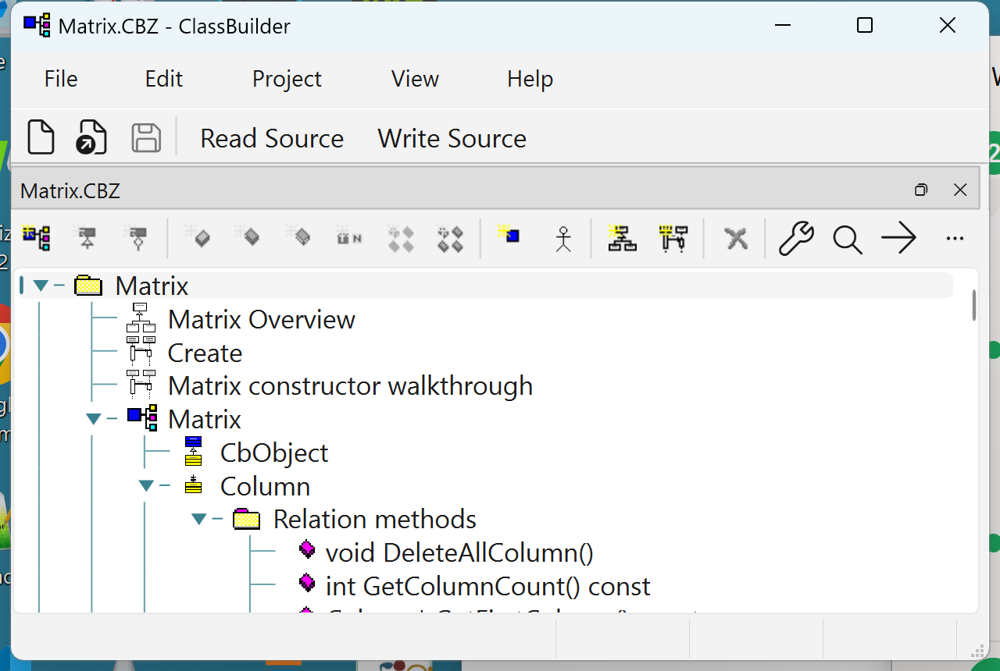 Matrix.CBZ - ClassBuilder
File Edit Project View Help
Read Source Write Source
Matrix.CBZ
Matrix
Matrix Overview
Create
Matrix constructor walkthrough
Matrix
CbObject
Column
Relation methods
void DeleteAllColumn()
int GetColumnCount() const